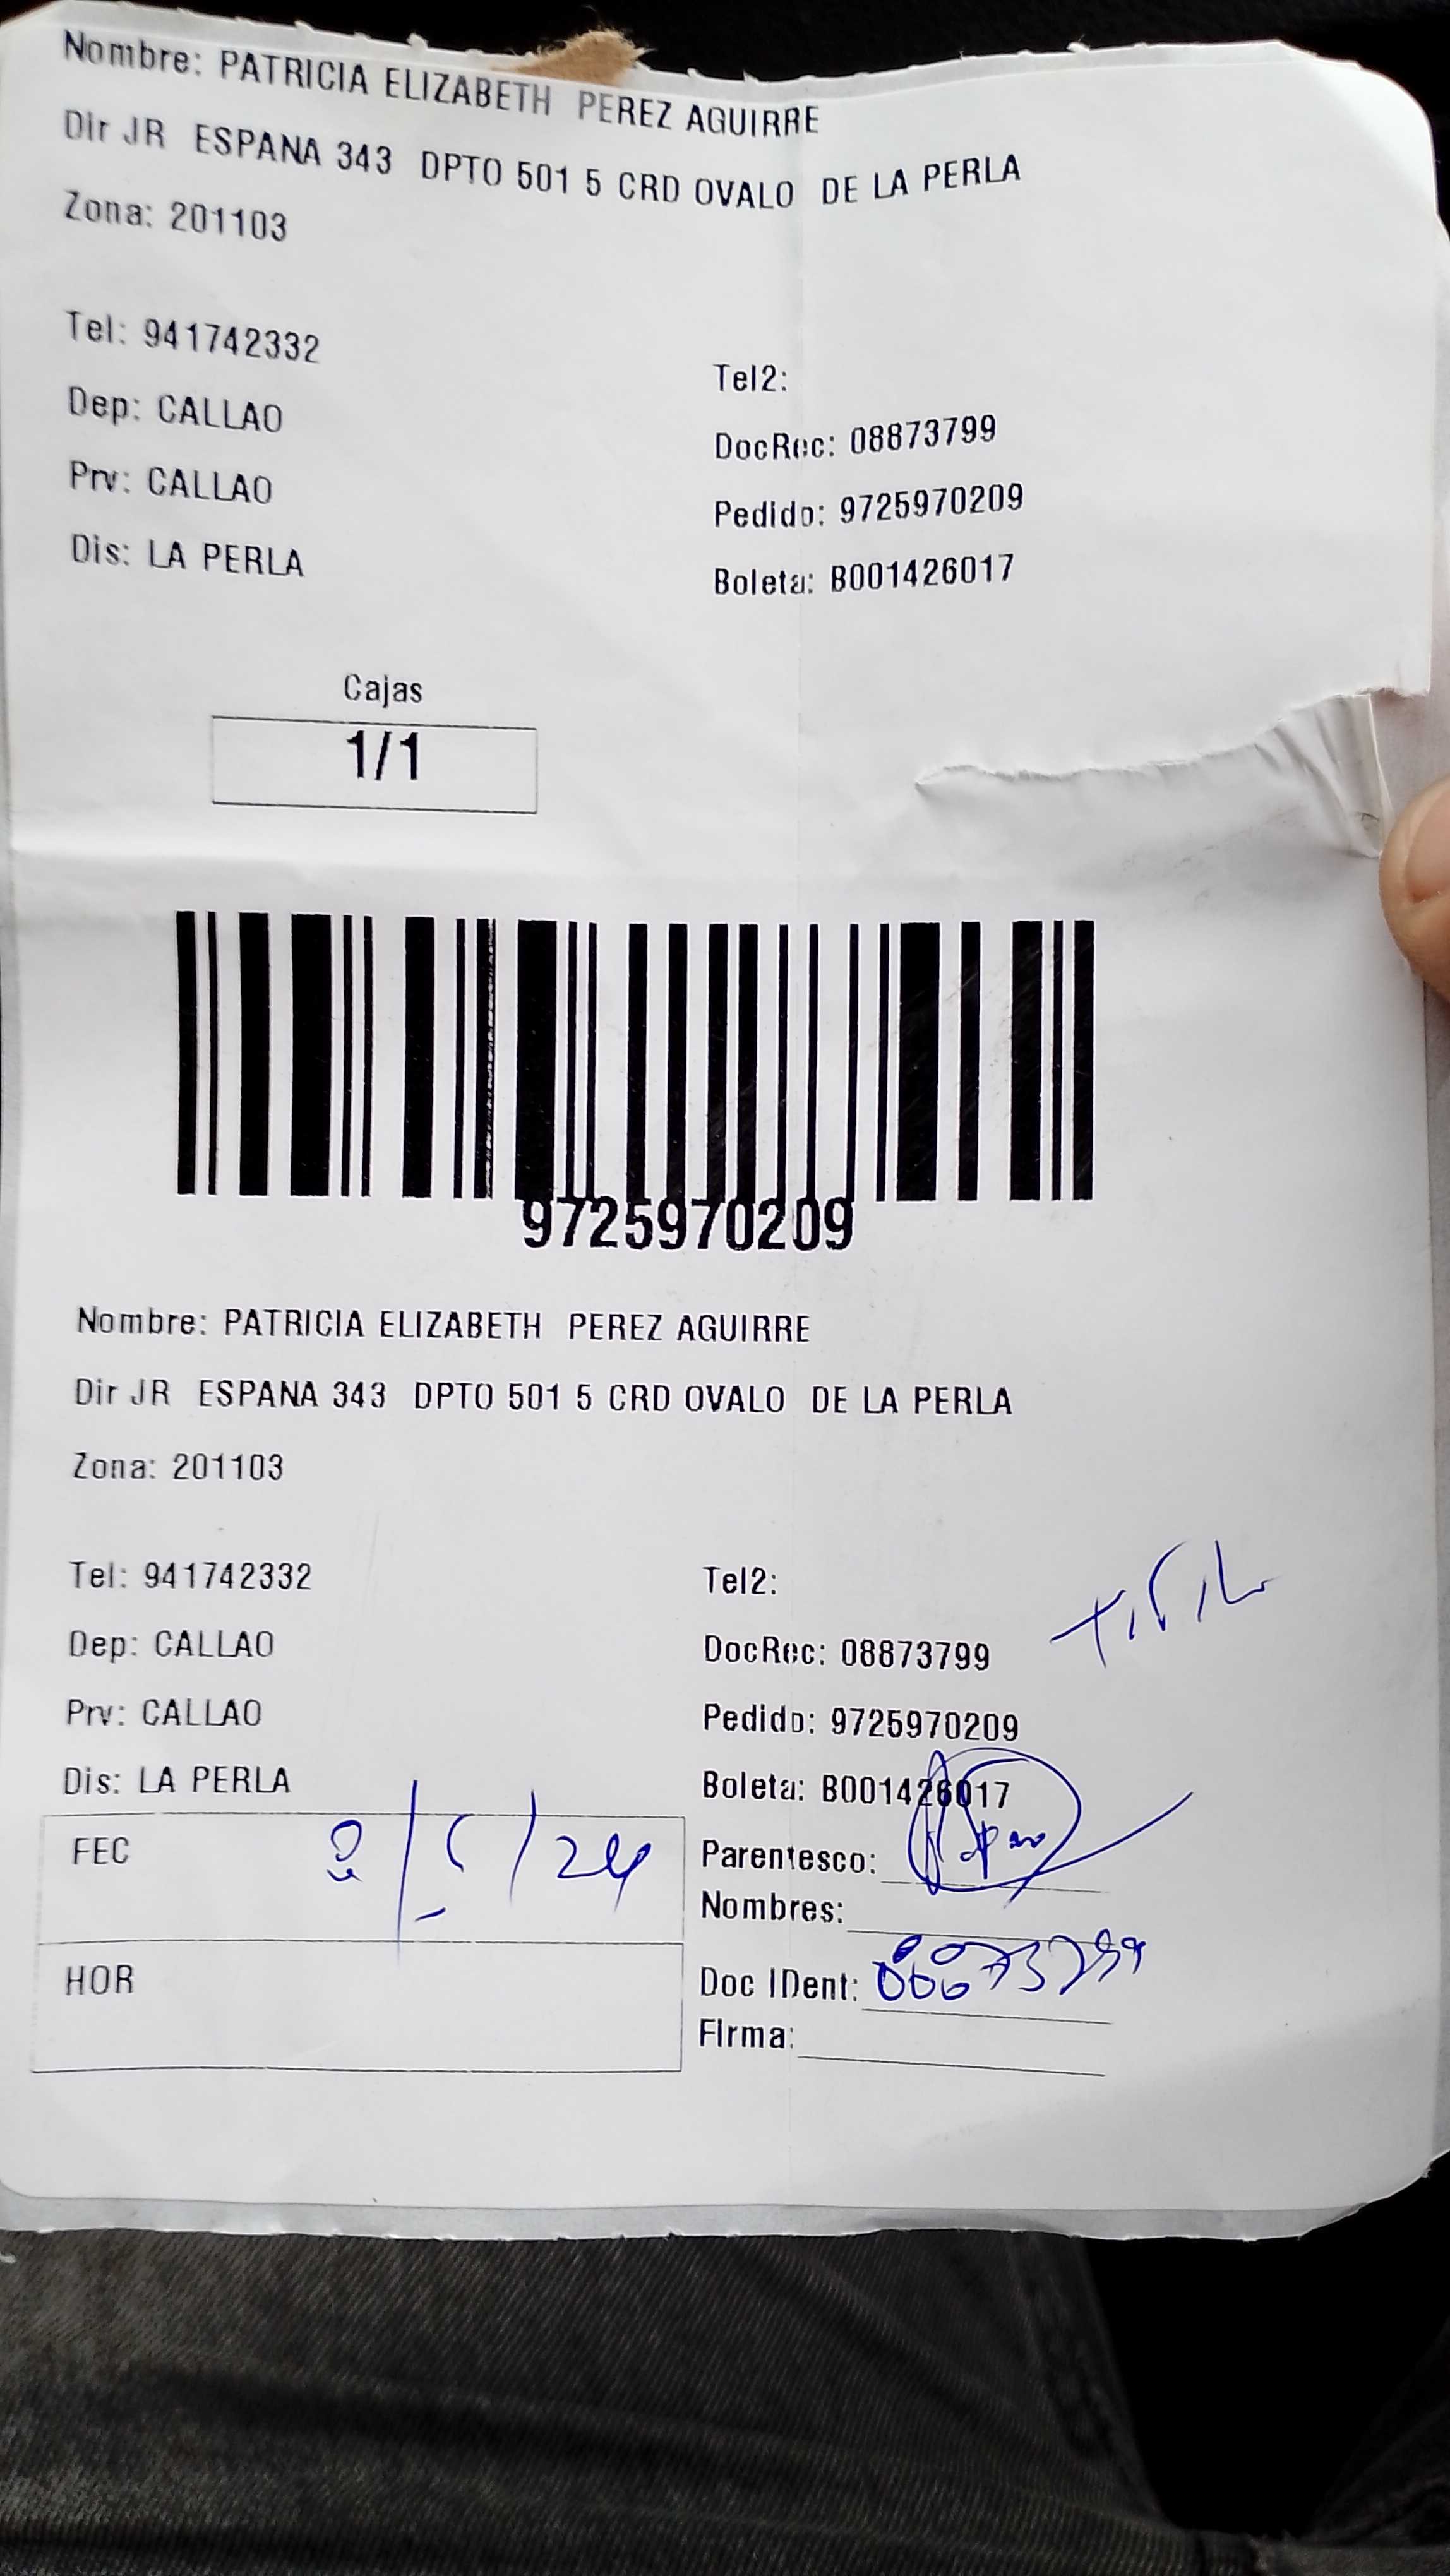 Nombre: PATRICIA ELIZABETH PEREZ AGUIRRE
Dir JR ESPANA 343 DPTO 501 5 CRD OVALO DE LA PERLA
Zona: 201103
Tel: 941742332
Tel2:
Dep: CALLAO
DocRec: 08873799
Prv: CALLAO
Pedido: 9725970209
Dis: LA PERLA
Boleta: B001426017
Cajas
1/1
9725970209
Nombre: PATRICIA ELIZABETH PEREZ AGUIRRE
Dir JR ESPANA 343 DPTO 501 5 CRD OVALO DE LA PERLA
Zona: 201103
Tel: 941742332
Tel2:
Dep: CALLAO
DocRec: 08873799
Prv: CALLAO
Pedido: 9725970209
Dis: LA PERLA
Boleta: B001426017
FEC
Parentesco:
Nombres:
HOR
Doc IDent:
Firma: